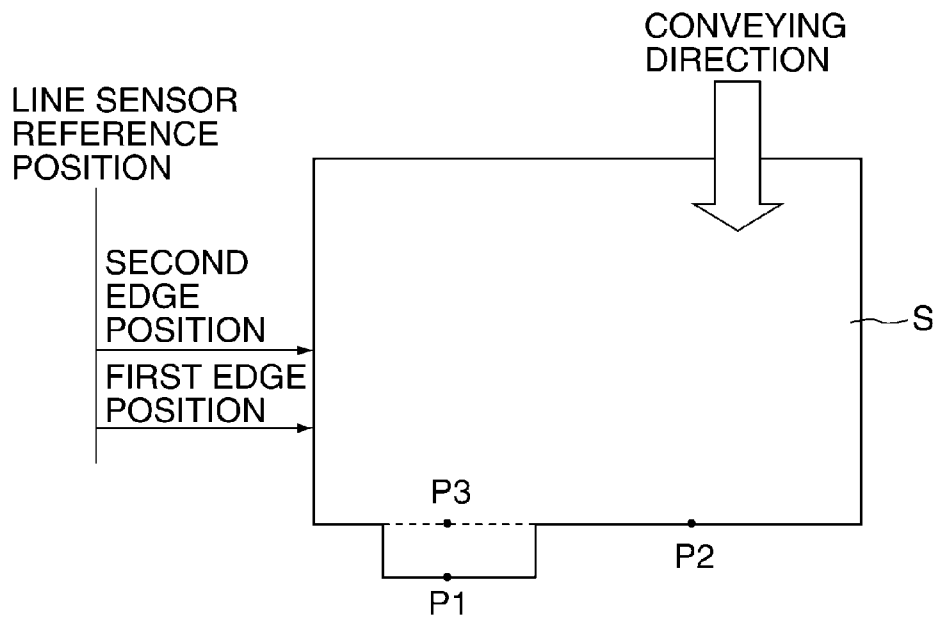 CONVEYING
DIRECTION
LINE SENSOR
REFERENCE
POSITION
SECOND
EDGE
POSITION
FIRST EDGE
POSITION
S
P3
P2
P1